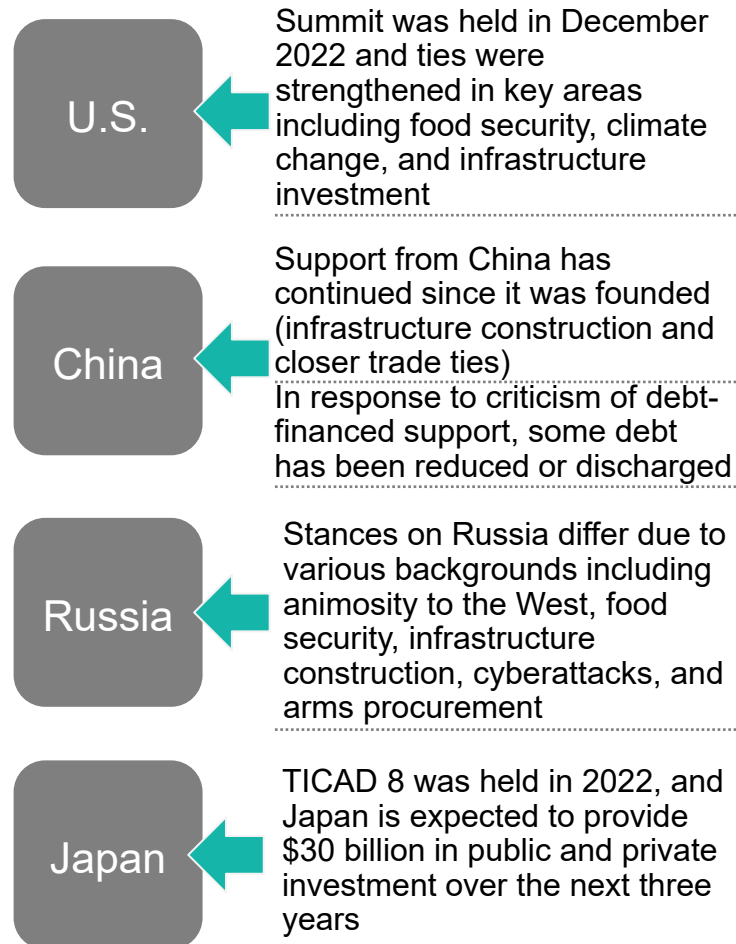 U.S.
Summit was held in December
2022 and ties were
strengthened in key areas
including food security, climate
change, and infrastructure
investment
China
Support from China has
continued since it was founded
(infrastructure construction and
closer trade ties)
In response to criticism of debt-
financed support, some debt
has been reduced or discharged
Russia
Stances on Russia differ due to
various backgrounds including
animosity to the West, food
security, infrastructure
construction, cyberattacks, and
arms procurement
Japan
TICAD 8 was held in 2022, and
Japan is expected to provide
$30 billion in public and private
investment over the next three
years